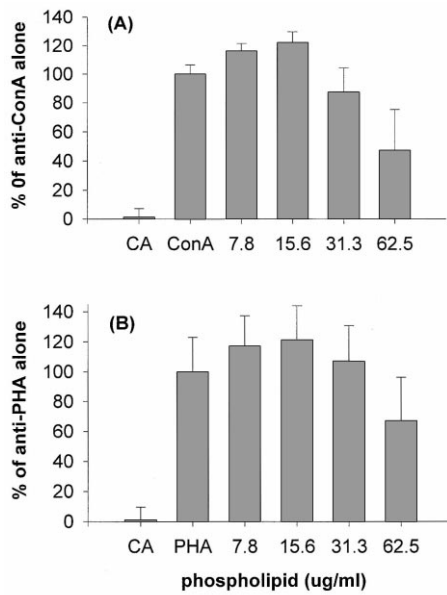 (A)
% 0f anti-ConA alone
140
120
100
80
60
40
20
0
CA ConA 7.8 15.6 31.3 62.5
(B)
% of anti-PHA alone
140
120
100
80
60
40
20
0
CA PHA 7.8 15.6 31.3 62.5
phospholipid (ug/ml)